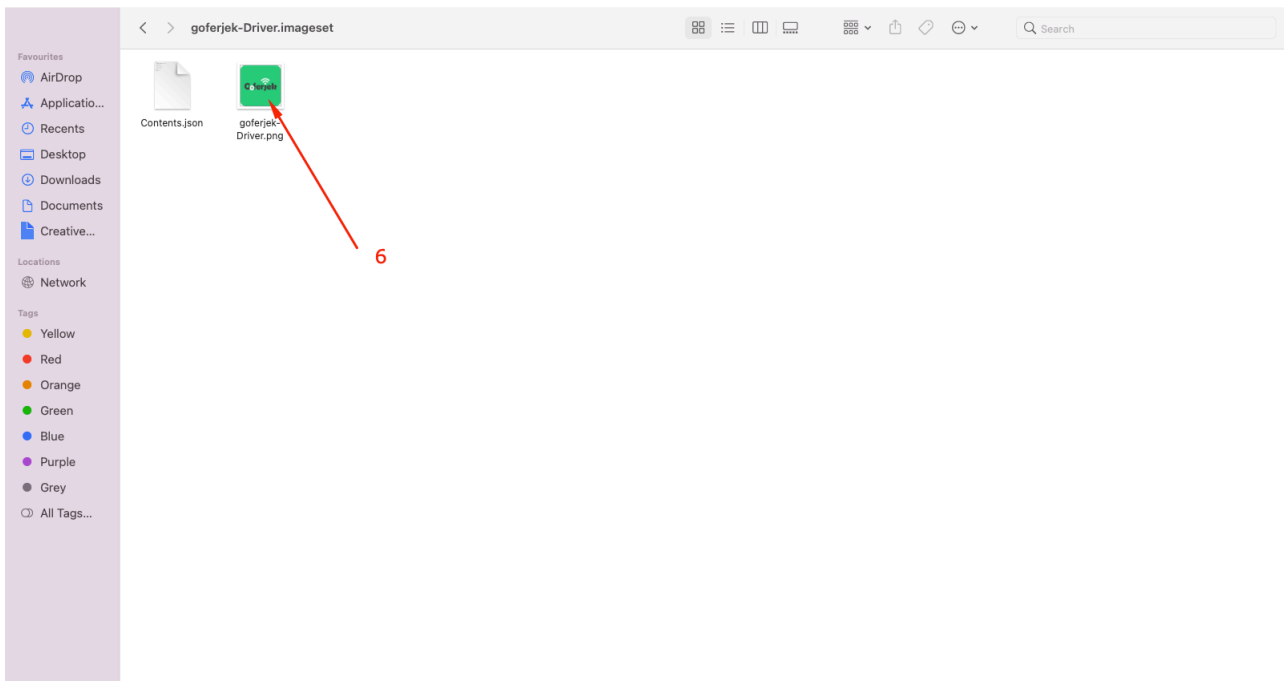 goferjek-Driver.imageset
Search
Favourites
AirDrop
Applicatio...
Recents
Desktop
Downloads
Documents
Creative...
Locations
Network
Tags
Yellow
Red
Orange
Green
Blue
Purple
Grey
All Tags...
Contents.json
Goferjek
goferjek-
Driver.png
6